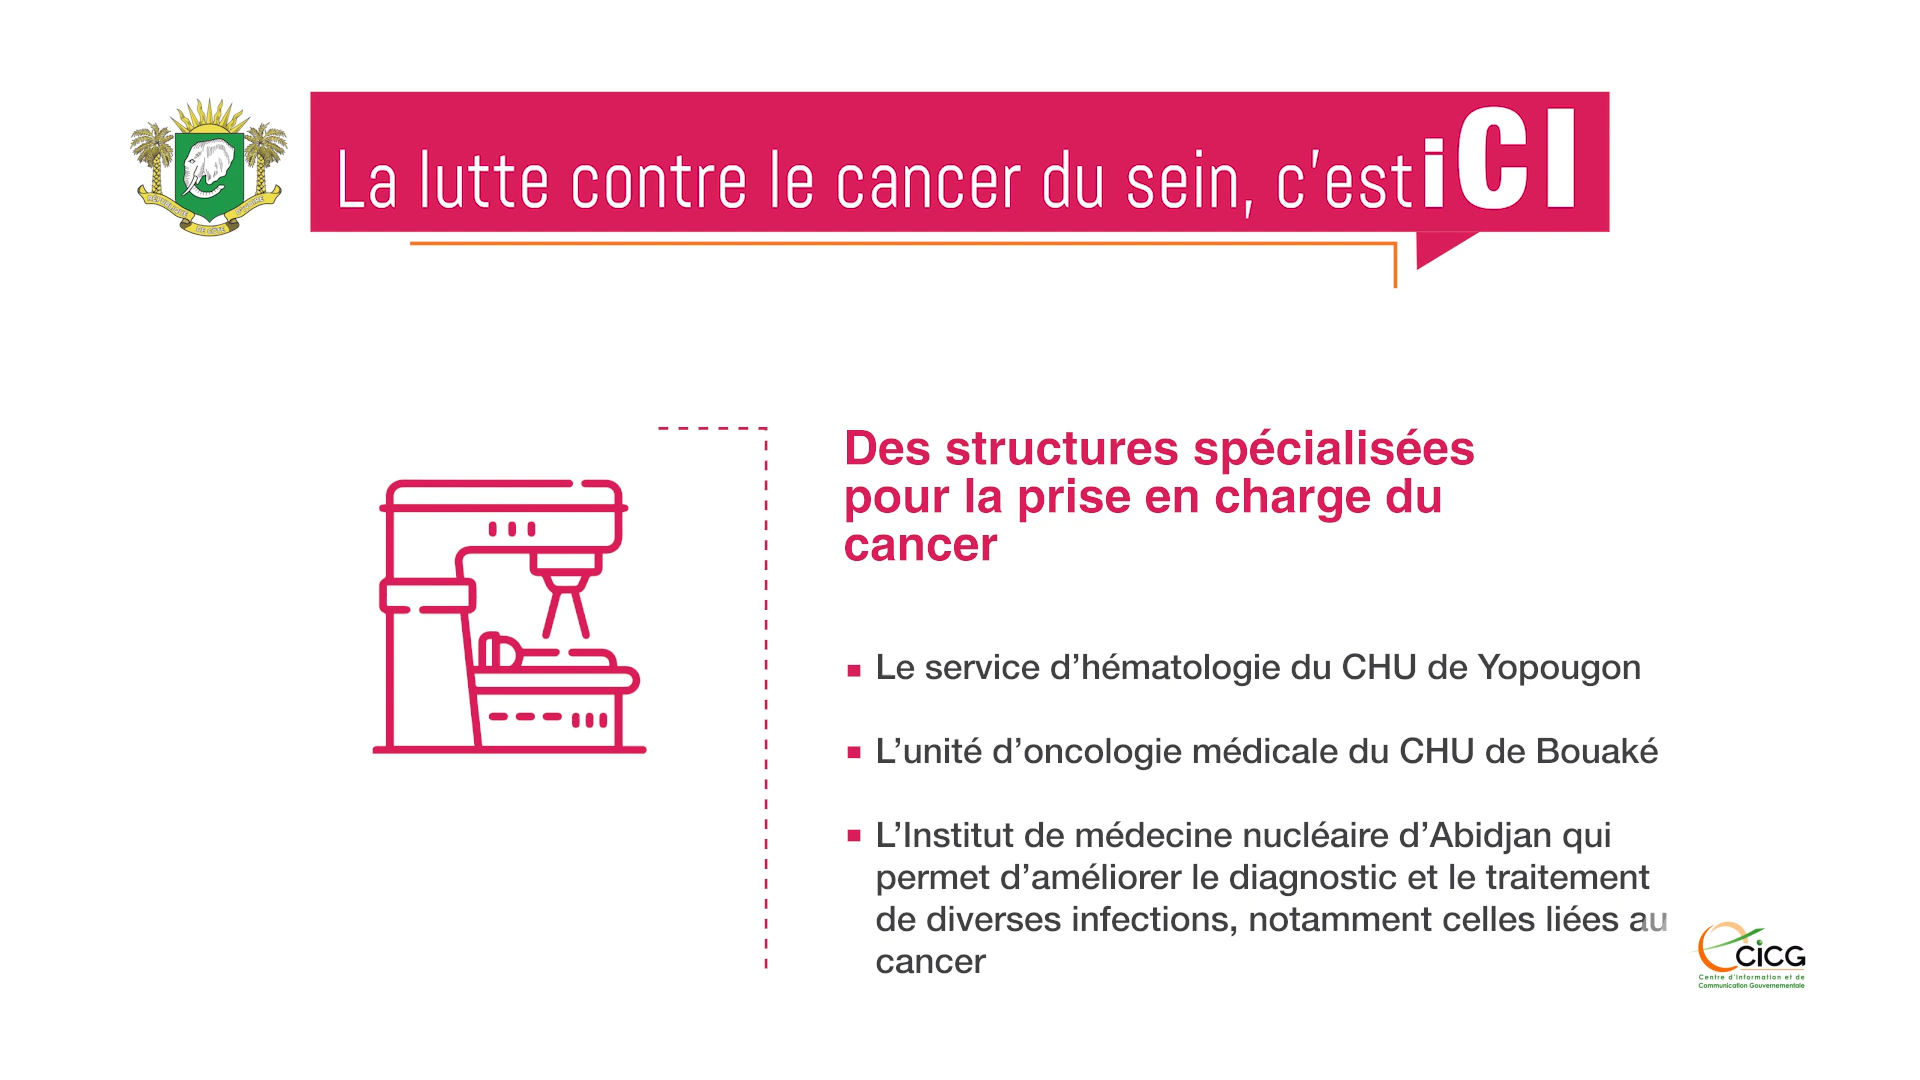 La lutte contre le cancer du sein, c'est iCI
Des structures spécialisées
pour la prise en charge du
cancer
Le service d’hématologie du CHU de Yopougon
L’unité d’oncologie médicale du CHU de Bouaké
L’Institut de médecine nucléaire d’Abidjan qui
permet d’améliorer le diagnostic et le traitement
de diverses infections, notamment celles liées au
cancer
CICG
Centre d'Information et de
Communication Gouvernementale